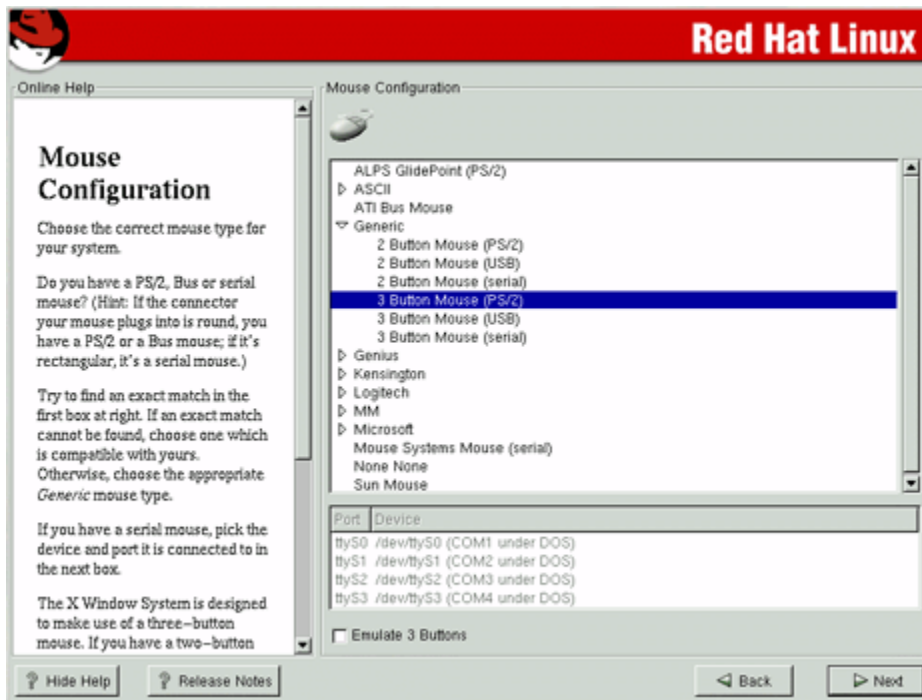 Red Hat Linux
Online Help
Mouse
Configuration
Choose the correct mouse type for
your system.
Do you have a PS/2, Bus or serial
mouse? (Hint: If the connector
your mouse plugs into is round, you
have a PS/2 or a Bus mouse; if it's
rectangular, it's a serial mouse.)
Try to find an exact match in the
first box at right. If an exact match
cannot be found, choose one which
is compatible with yours.
Otherwise, choose the appropriate
Generic mouse type.
If you have a serial mouse, pick the
device and port it is connected to in
the next box.
The X Window System is designed
to make use of a three-button
mouse. If you have a two-button
Mouse Configuration
ALPS GlidePoint (PS/2)
ASCII
ATI Bus Mouse
Generic
2 Button Mouse (PS/2)
2 Button Mouse (USB)
2 Button Mouse (serial)
3 Button Mouse (PS/2)
3 Button Mouse (USB)
3 Button Mouse (serial)
Genius
Kensington
Logitech
MM
Microsoft
Mouse Systems Mouse (serial)
None None
Sun Mouse
Port Device
ttyS0 /dev/ttyS0 (COM1 under DOS)
ttyS1 /dev/ttyS1 (COM2 under DOS)
ttyS2 /dev/ttyS2 (COM3 under DOS)
ttyS3 /dev/ttyS3 (COM4 under DOS)
Emulate 3 Buttons
Hide Help Release Notes Back Next